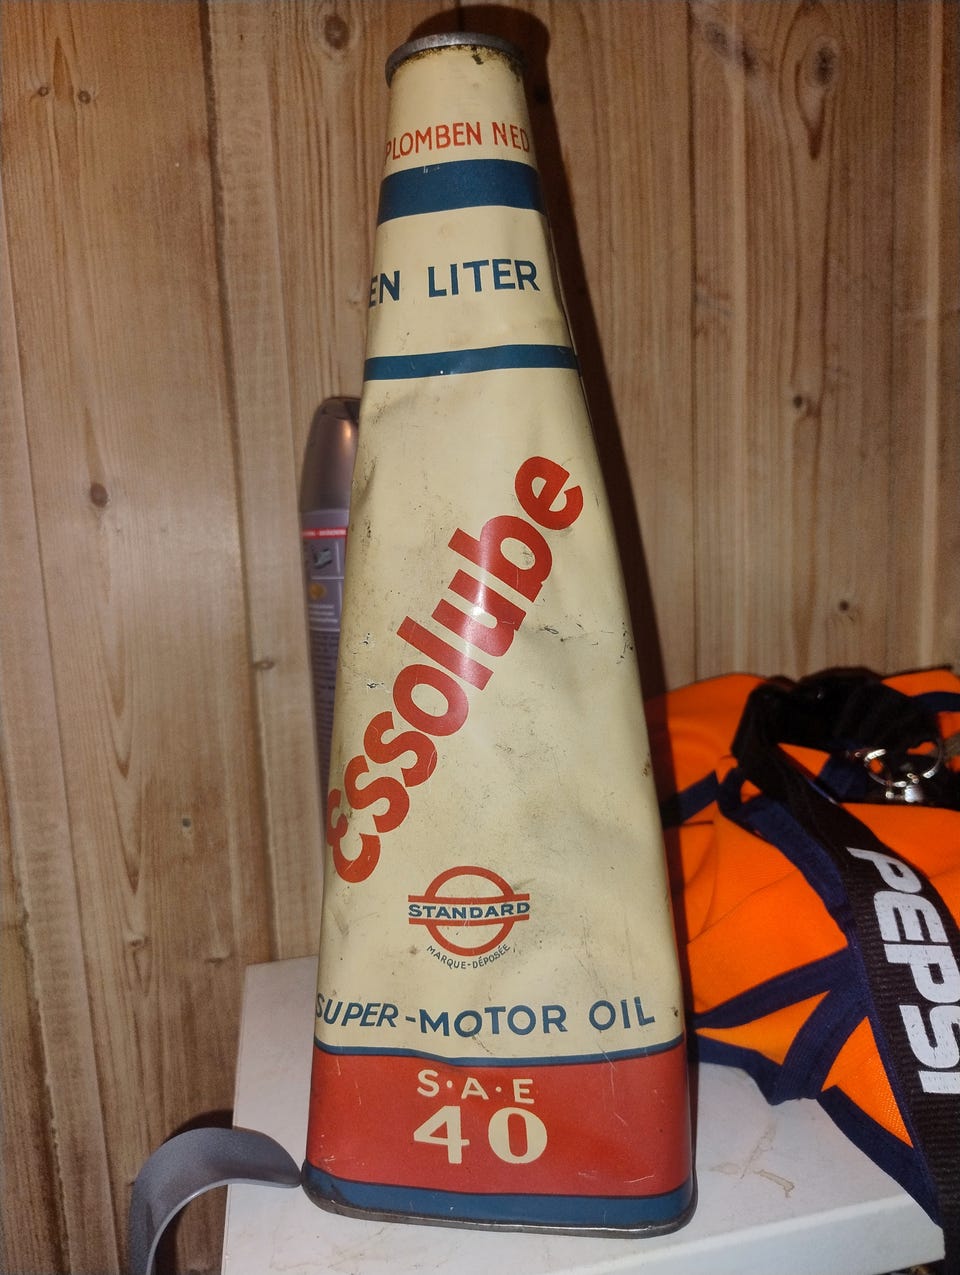 PLOMBEN NED
EN LITER
Essolube
STANDARD
MARQUE-DÉPOSÉE
SUPER-MOTOR OIL
S·A·E
40
PEPSI